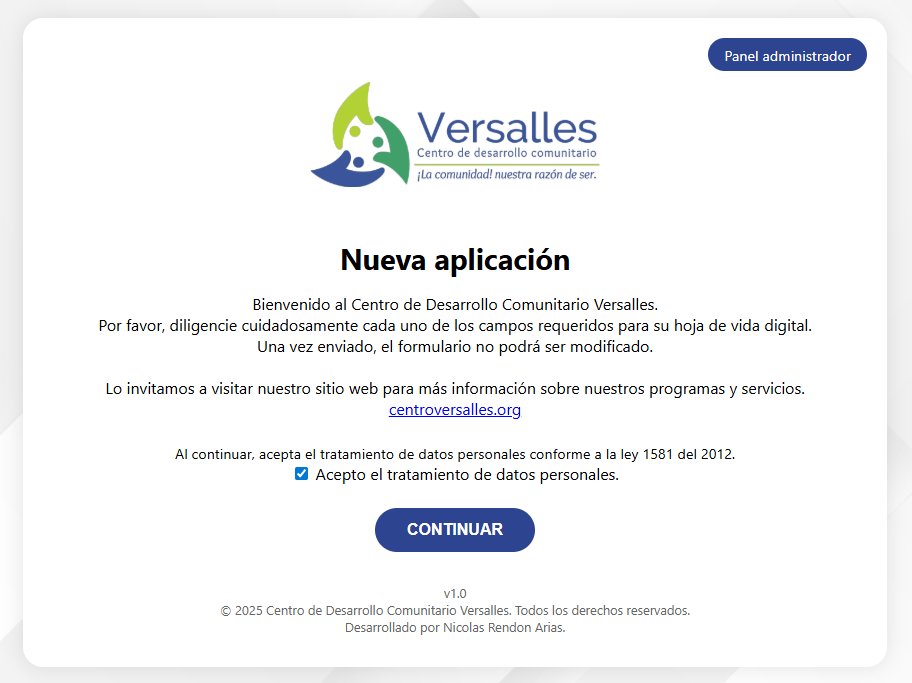 Panel administrador
Versalles
Centro de desarrollo comunitario
¡La comunidad! nuestra razón de ser.
Nueva aplicación
Bienvenido al Centro de Desarrollo Comunitario Versalles.
Por favor, diligencie cuidadosamente cada uno de los campos requeridos para su hoja de vida digital.
Una vez enviado, el formulario no podrá ser modificado.
Lo invitamos a visitar nuestro sitio web para más información sobre nuestros programas y servicios.
centroversalles.org
Al continuar, acepta el tratamiento de datos personales conforme a la ley 1581 del 2012.
Acepto el tratamiento de datos personales.
CONTINUAR
v1.0
© 2025 Centro de Desarrollo Comunitario Versalles. Todos los derechos reservados.
Desarrollado por Nicolas Rendon Arias.